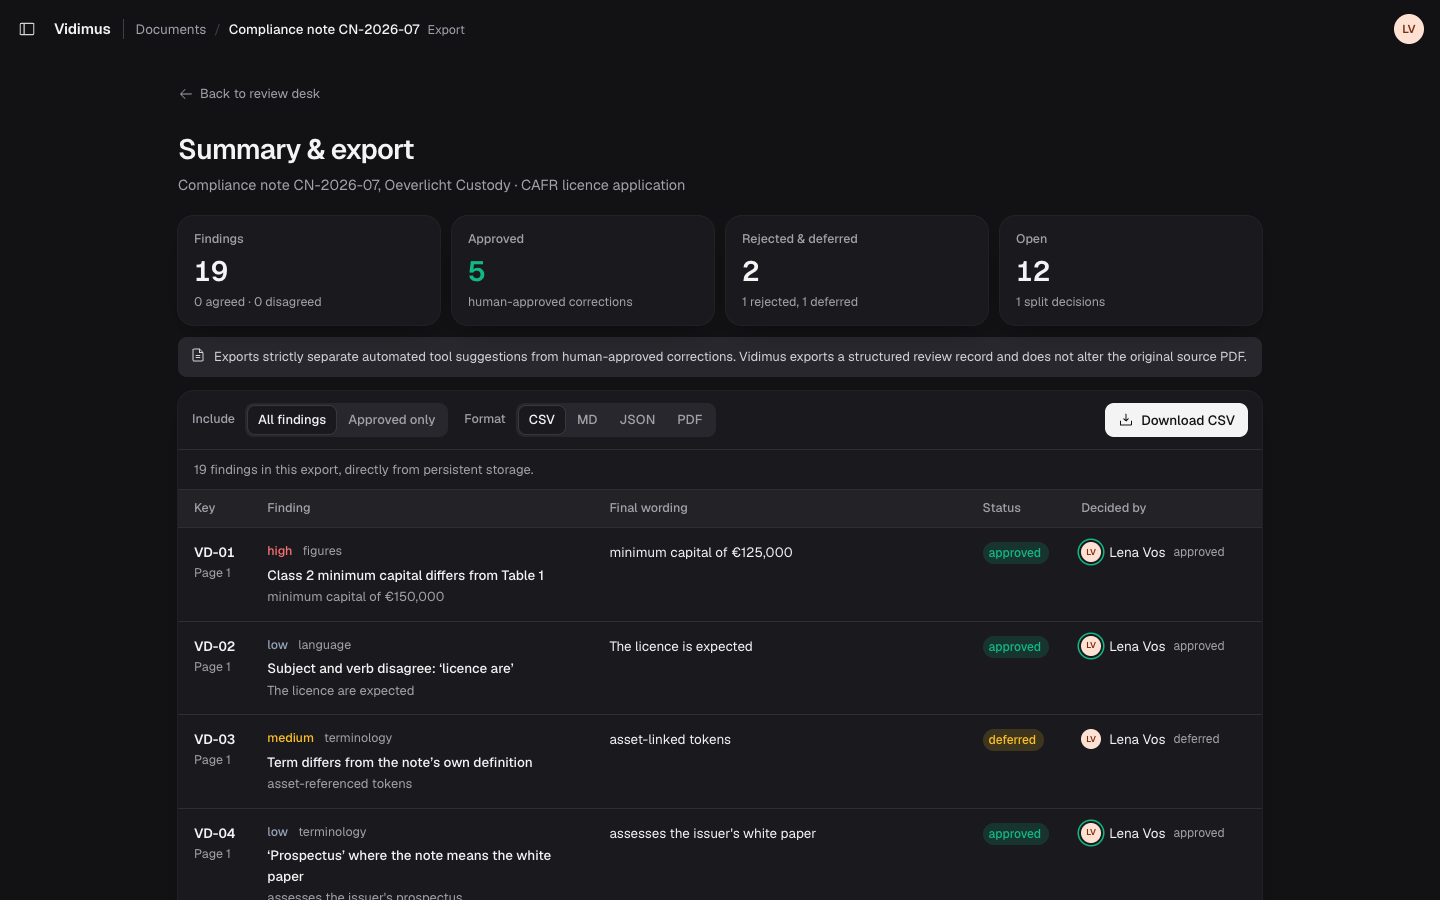 Vidimus
Documents / Compliance note CN-2026-07 Export
LV
Back to review desk
Summary & export
Compliance note CN-2026-07, Oeverlicht Custody · CAFR licence application
Findings
19
0 agreed · 0 disagreed
Approved
5
human-approved corrections
Rejected & deferred
2
1 rejected, 1 deferred
Open
12
1 split decisions
Exports strictly separate automated tool suggestions from human-approved corrections. Vidimus exports a structured review record and does not alter the original source PDF.
Include All findings Approved only Format CSV MD JSON PDF Download CSV
19 findings in this export, directly from persistent storage.
Key Finding Final wording Status Decided by
VD-01 high figures minimum capital of €125,000 approved LV Lena Vos approved
Page 1 Class 2 minimum capital differs from Table 1
minimum capital of €150,000
VD-02 low language The licence is expected approved LV Lena Vos approved
Page 1 Subject and verb disagree: ‘licence are’
The licence are expected
VD-03 medium terminology asset-linked tokens deferred LV Lena Vos deferred
Page 1 Term differs from the note’s own definition
asset-referenced tokens
VD-04 low terminology assesses the issuer's white paper approved LV Lena Vos approved
Page 1 ‘Prospectus’ where the note means the white
paper
assesses the issuer's prospectus